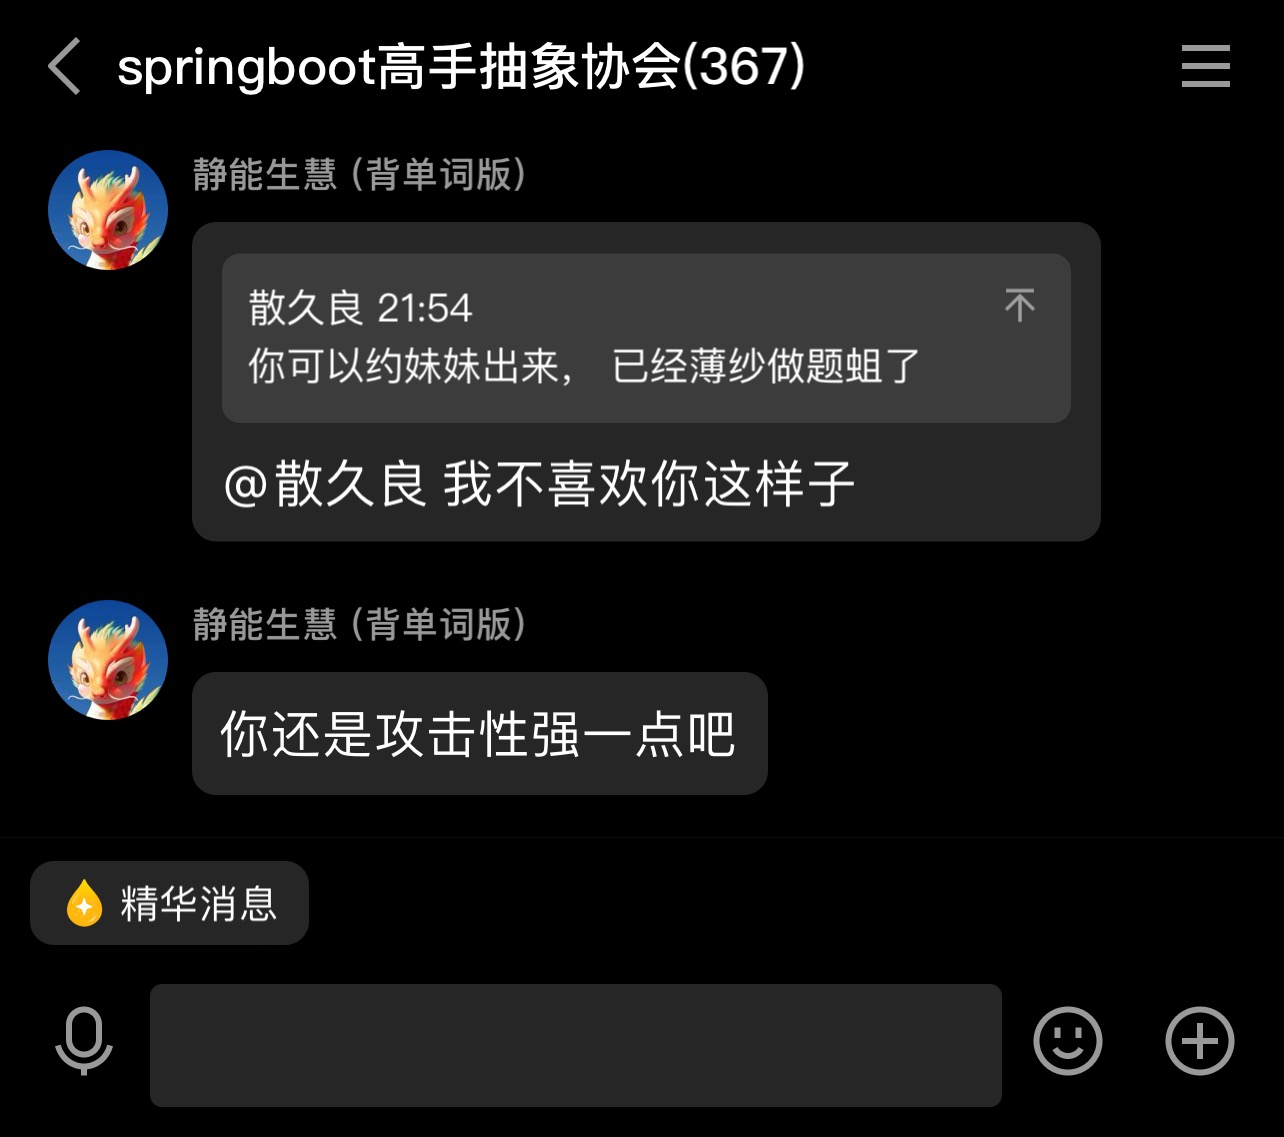 springboot高手抽象协会(367)
静能生慧 (背单词版)
散久良 21:54
你可以约妹妹出来， 已经薄纱做题蛆了
@散久良 我不喜欢你这样子
静能生慧 (背单词版)
你还是攻击性强一点吧
精华消息